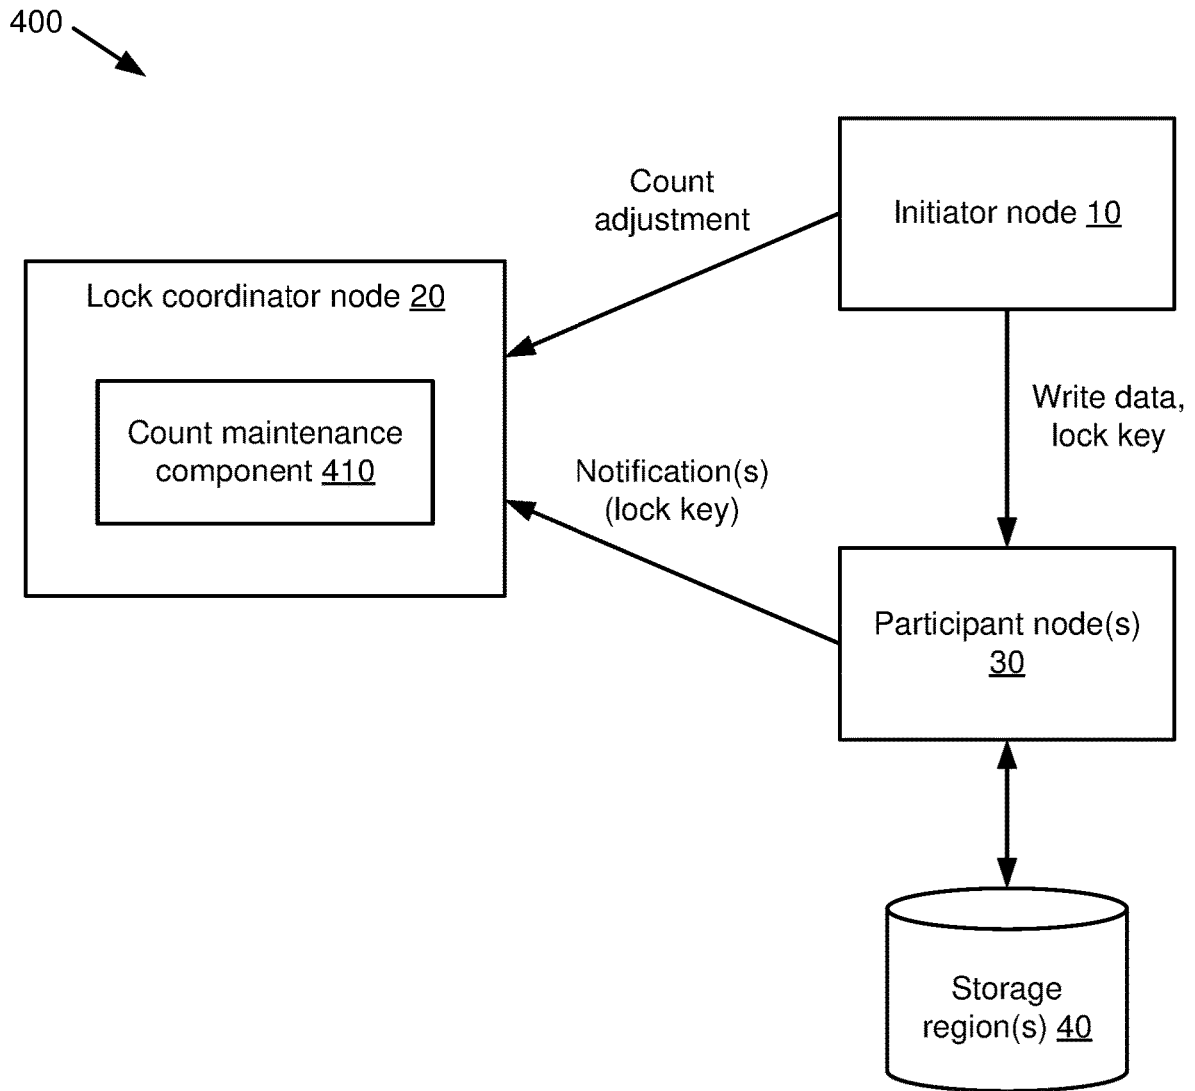 400
Initiator node 10
Count
adjustment
Lock coordinator node 20
Count maintenance
component 410
Write data,
lock key
Notification(s)
(lock key)
Participant node(s)
30
Storage
region(s) 40